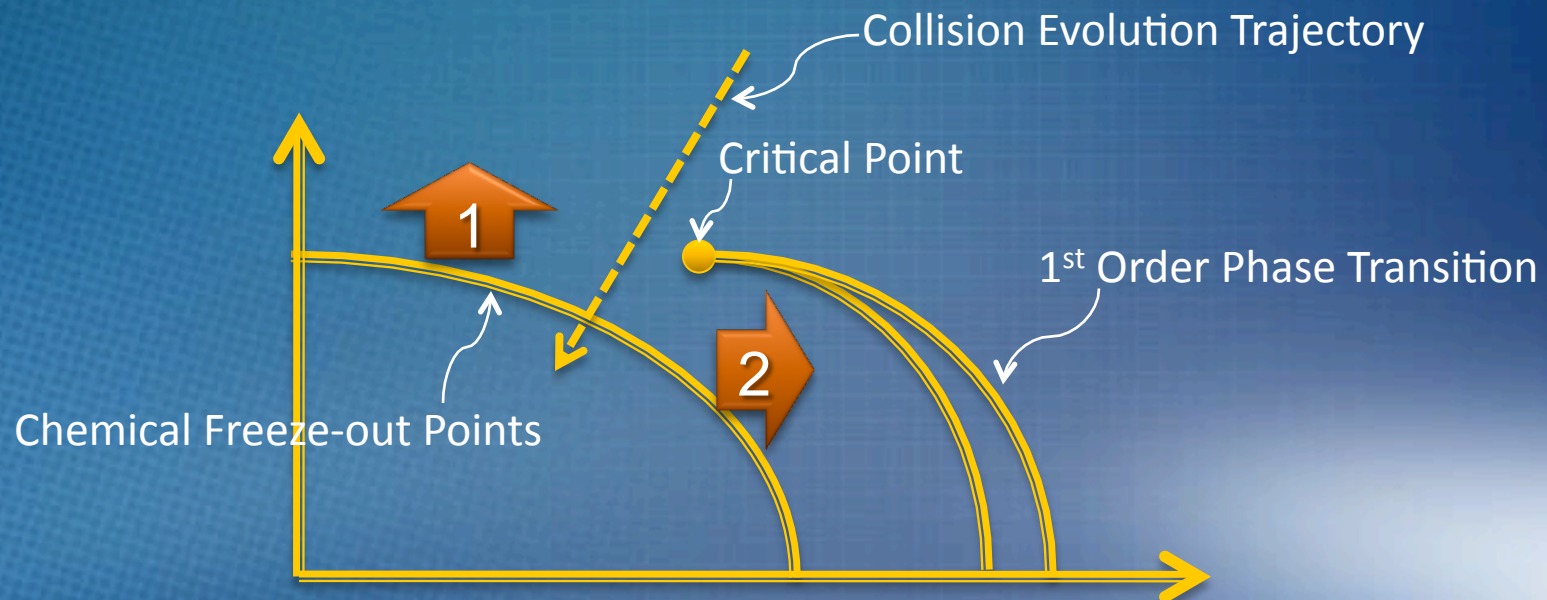 Collision Evolution Trajectory
Critical Point
1
1st Order Phase Transition
2
Chemical Freeze-out Points